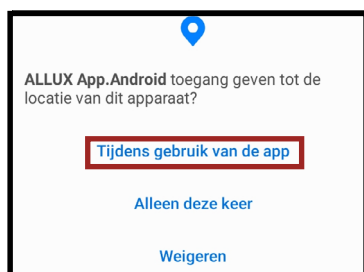 ALLUX App.Android toegang geven tot de
locatie van dit apparaat?
Tijdens gebruik van de app
Alleen deze keer
Weigeren